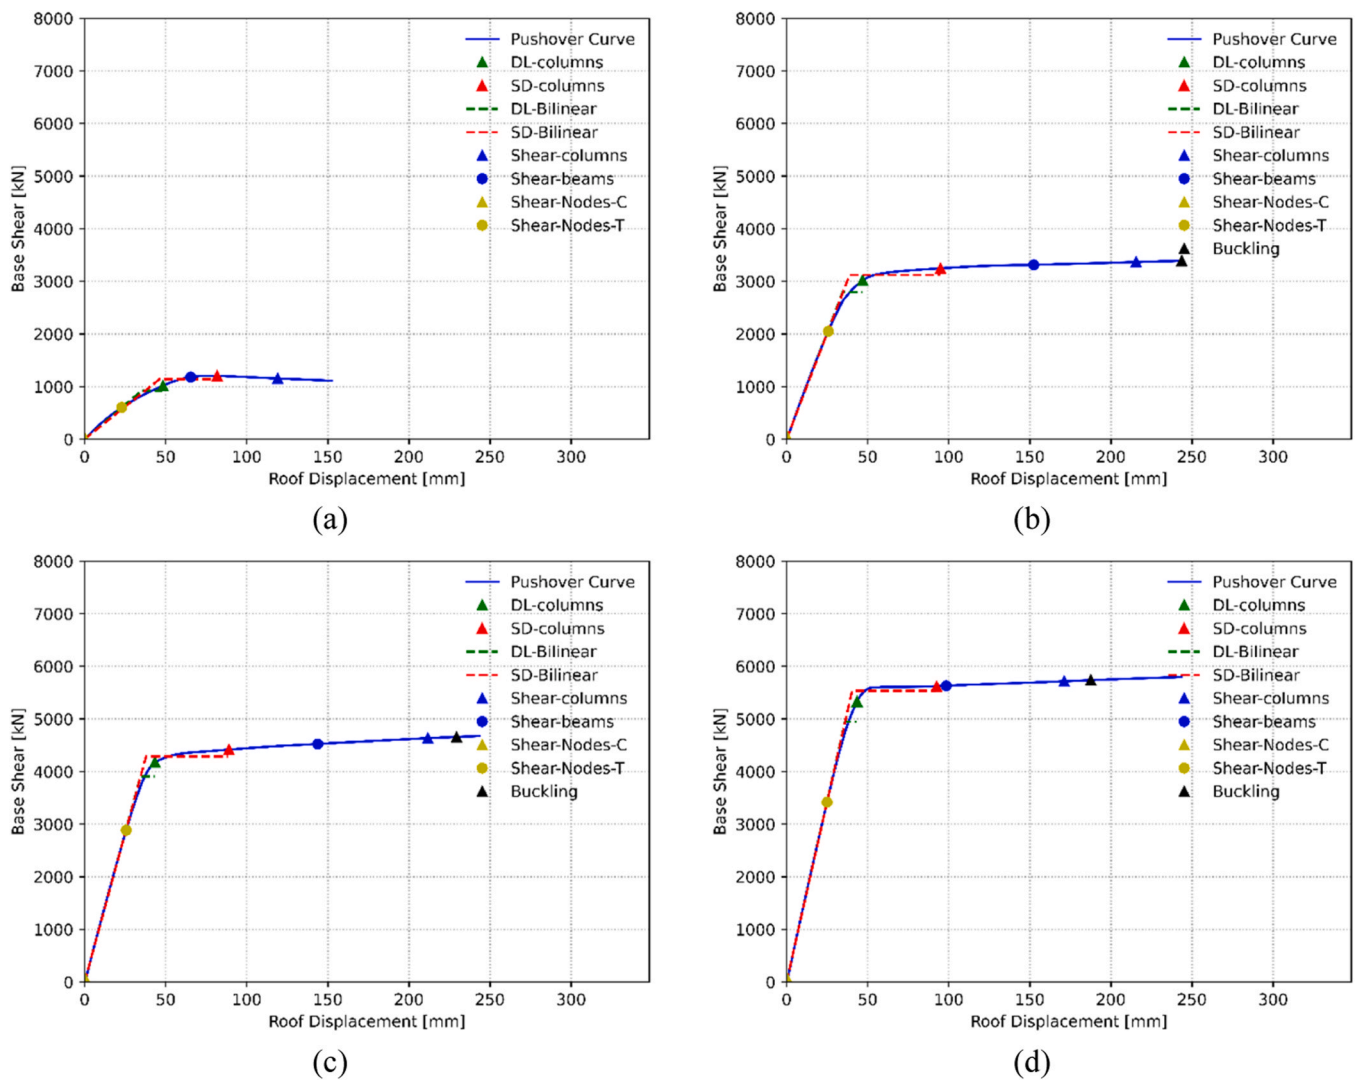 8000
7000
6000
5000
4000
3000
2000
1000
0
Base Shear [kN]
Pushover Curve
DL-columns
SD-columns
DL-Bilinear
SD-Bilinear
Shear-columns
Shear-beams
Shear-Nodes-C
Shear-Nodes-T
0 50 100 150 200 250 300
Roof Displacement [mm]
(a)
8000
7000
6000
5000
4000
3000
2000
1000
0
Base Shear [kN]
Pushover Curve
DL-columns
SD-columns
DL-Bilinear
SD-Bilinear
Shear-columns
Shear-beams
Shear-Nodes-C
Shear-Nodes-T
Buckling
0 50 100 150 200 250 300
Roof Displacement [mm]
(b)
8000
7000
6000
5000
4000
3000
2000
1000
0
Base Shear [kN]
Pushover Curve
DL-columns
SD-columns
DL-Bilinear
SD-Bilinear
Shear-columns
Shear-beams
Shear-Nodes-C
Shear-Nodes-T
Buckling
0 50 100 150 200 250 300
Roof Displacement [mm]
(c)
8000
7000
6000
5000
4000
3000
2000
1000
0
Base Shear [kN]
Pushover Curve
DL-columns
SD-columns
DL-Bilinear
SD-Bilinear
Shear-columns
Shear-beams
Shear-Nodes-C
Shear-Nodes-T
Buckling
0 50 100 150 200 250 300
Roof Displacement [mm]
(d)